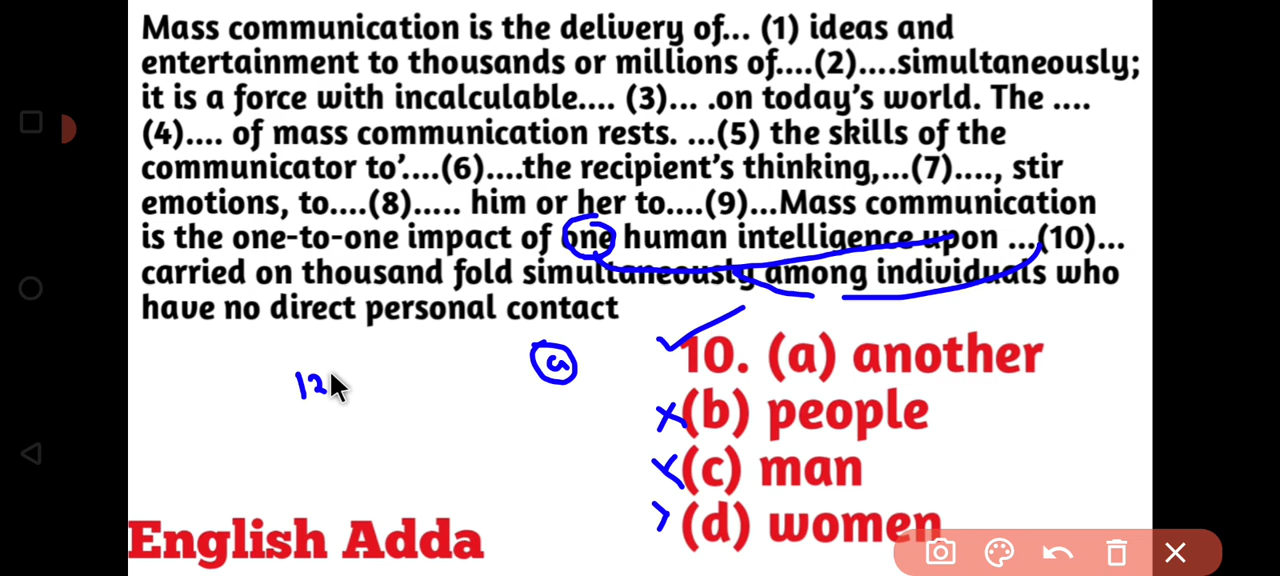 Mass communication is the delivery of... (1) ideas and
entertainment to thousands or millions of....(2)....simultaneously;
it is a force with incalculable.... (3)... .on today's world. The ....
(4).... of mass communication rests. ...(5) the skills of the
communicator to'....(6)....the recipient's thinking,...(7)...., stir
emotions, to....(8)..... him or her to....(9)...Mass communication
is the one-to-one impact of one human intelligence upon ...(10)...
carried on thousand fold simultaneously among individuals who
have no direct personal contact
10. (a) another
(b) people
(c) man
(d) women
a
12
English Adda